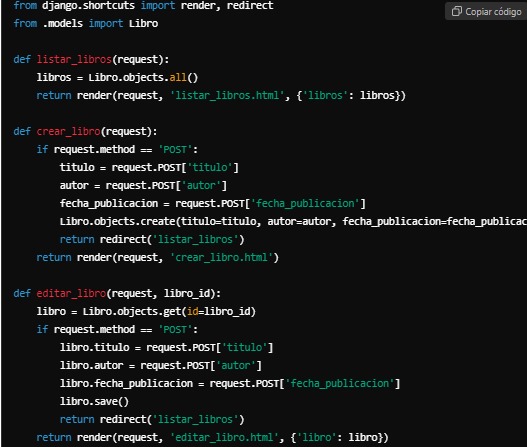 from django.shortcuts import render, redirect
Copiar código
from .models import Libro
def listar_libros(request):
    libros = Libro.objects.all()
    return render(request, 'listar_libros.html', {'libros': libros})
def crear_libro(request):
    if request.method == 'POST':
        titulo = request.POST['titulo']
        autor = request.POST['autor']
        fecha_publicacion = request.POST['fecha_publicacion']
        Libro.objects.create(titulo=titulo, autor=autor, fecha_publicacion=fecha_publicac
        return redirect('listar_libros')
    return render(request, 'crear_libro.html')
def editar_libro(request, libro_id):
    libro = Libro.objects.get(id=libro_id)
    if request.method == 'POST':
        libro.titulo = request.POST['titulo']
        libro.autor = request.POST['autor']
        libro.fecha_publicacion = request.POST['fecha_publicacion']
        libro.save()
        return redirect('listar_libros')
    return render(request, 'editar_libro.html', {'libro': libro})